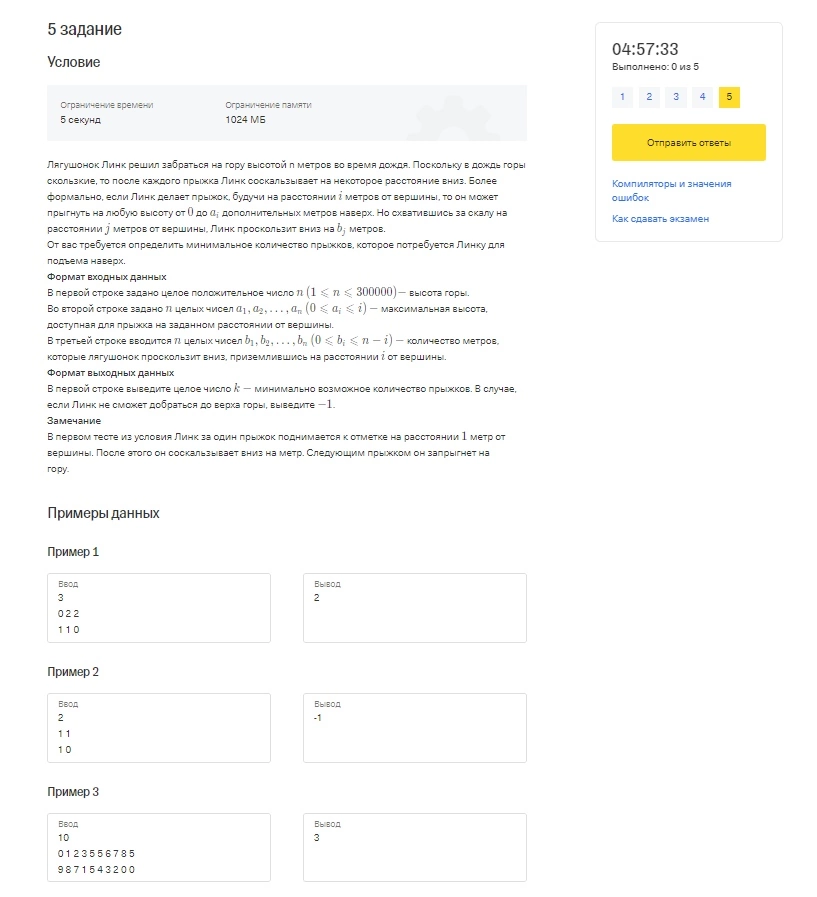 5 задание
Условие
Ограничение времени
5 секунд
Ограничение памяти
1024 МБ
Лягушонок Линк решил забраться на гору высотой n метров во время дождя. Поскольку в дождь горы
скользкие, то после каждого прыжка Линк соскальзывает на некоторое расстояние вниз. Более
формально, если Линк делает прыжок, будучи на расстоянии i метров от вершины, то он может
прыгнуть на любую высоту от 0 до a_i дополнительных метров наверх. Но схватившись за скалу на
расстоянии j метров от вершины, Линк проскользит вниз на b_j метров.
От вас требуется определить минимальное количество прыжков, которое потребуется Линку для
подъема наверх.
Формат входных данных
В первой строке задано целое положительное число n (1 ⩽ n ⩽ 300000)— высота горы.
Во второй строке задано n целых чисел a_1, a_2, . . . , a_n (0 ⩽ a_i ⩽ i) — максимальная высота,
доступная для прыжка на заданном расстоянии от вершины.
В третьей строке вводится n целых чисел b_1, b_2, . . . , b_n (0 ⩽ b_i ⩽ n − i) — количество метров,
которые лягушонок проскользит вниз, приземлившись на расстоянии i от вершины.
Формат выходных данных
В первой строке выведите целое число k — минимально возможное количество прыжков. В случае,
если Линк не сможет добраться до верха горы, выведите −1.
Замечание
В первом тесте из условия Линк за один прыжок поднимается к отметке на расстоянии 1 метр от
вершины. После этого он соскальзывает вниз на метр. Следующим прыжком он запрыгнет на
гору.
Примеры данных
Пример 1
Ввод
3
0 2 2
1 1 0
Вывод
2
Пример 2
Ввод
2
1 1
1 0
Вывод
-1
Пример 3
Ввод
10
0 1 2 3 5 5 6 7 8 5
9 8 7 1 5 4 3 2 0 0
Вывод
3
04:57:33
Выполнено: 0 из 5
1 2 3 4 5
Отправить ответы
Компиляторы и значения
ошибок
Как сдавать экзамен